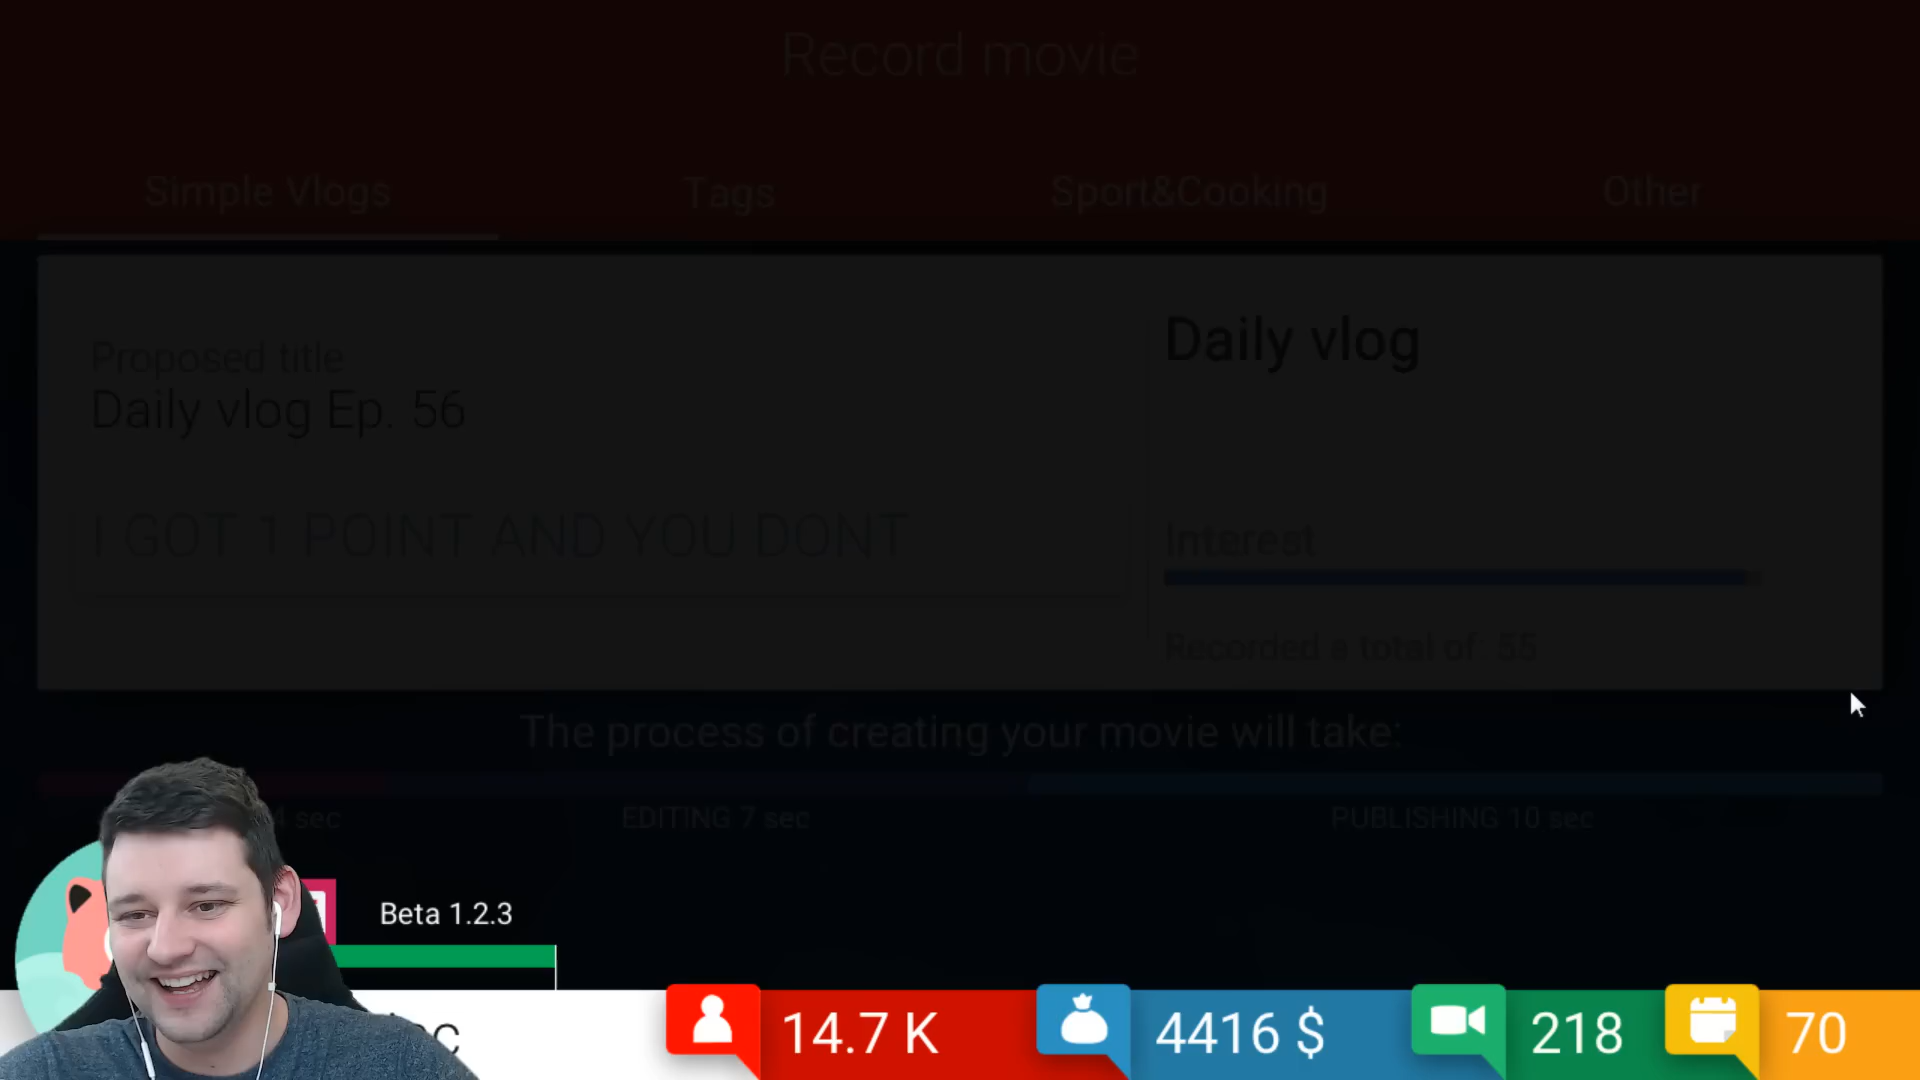 Record movie
Simple Vlogs
Tags
Sport&Cooking
Other
Proposed title
Daily vlog Ep. 56
I GOT 1 POINT AND YOU DONT
Daily vlog
Interest
Recorded a total of: 55
The process of creating your movie will take:
4 sec
EDITING 7 sec
PUBLISHING 10 sec
Beta 1.2.3
14.7 K
4416 $
218
70